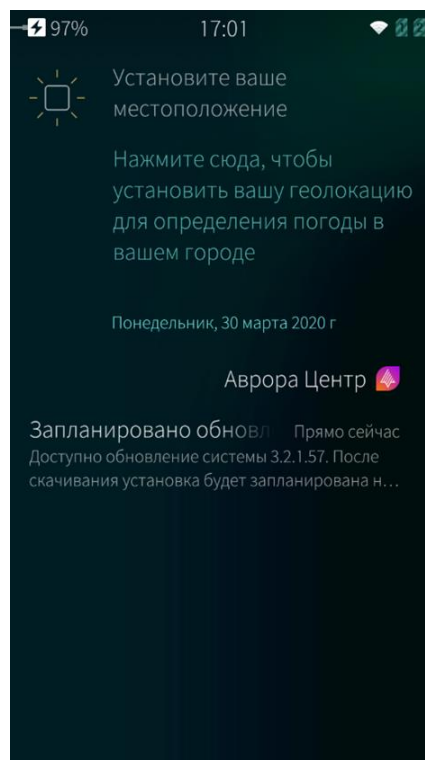 97%
17:01
Установите ваше
местоположение
Нажмите сюда, чтобы
установить вашу геолокацию
для определения погоды в
вашем городе
Понедельник, 30 марта 2020 г
Аврора Центр
Запланировано обновл Прямо сейчас
Доступно обновление системы 3.2.1.57. После
скачивания установка будет запланирована н...